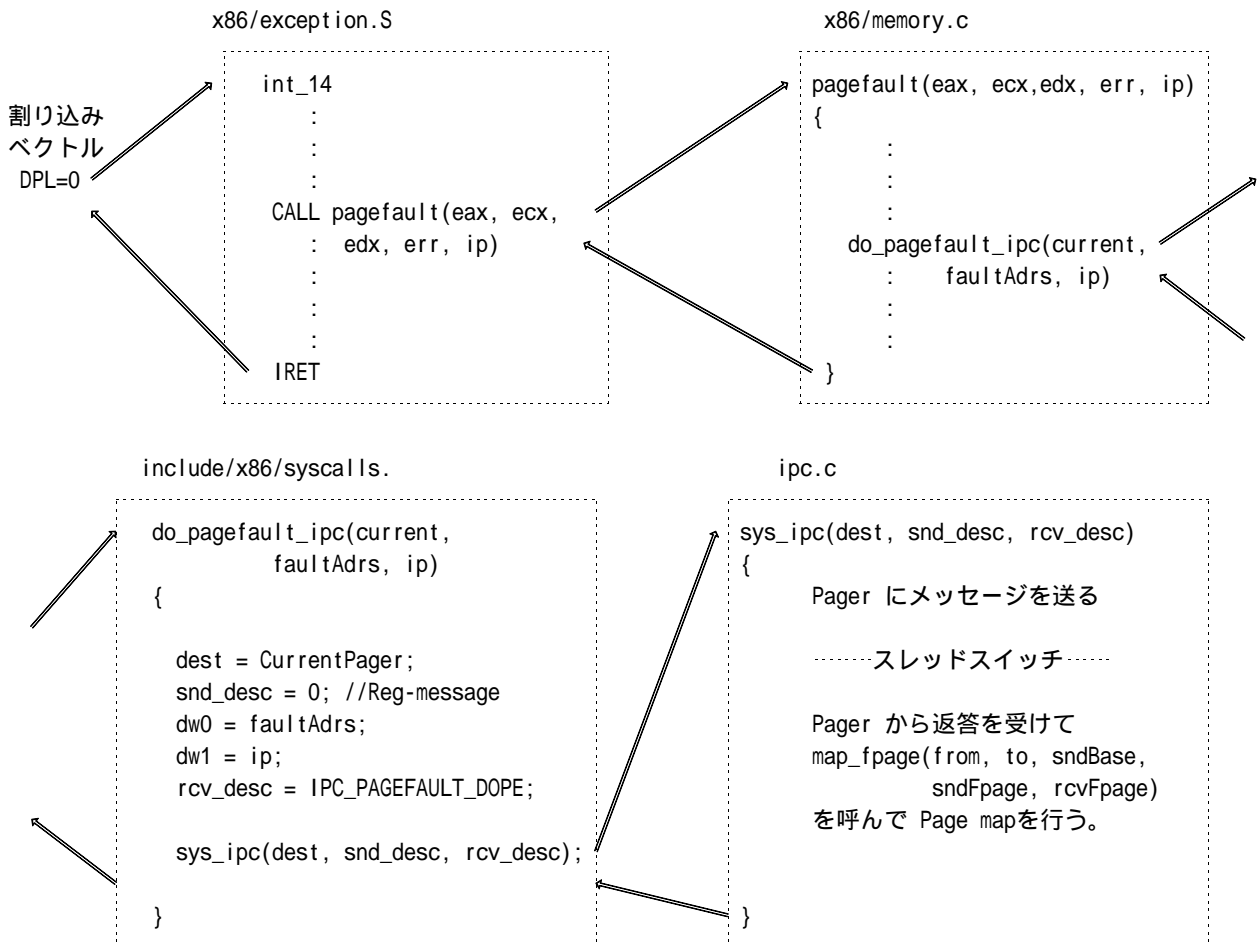 x86/exception.S
割り込み
ベクトル
DPL=0
int_14
:
:
:
CALL pagefault(eax, ecx,
: edx, err, ip)
:
:
:
IRET
x86/memory.c
pagefault(eax, ecx,edx, err, ip)
{
:
:
:
do_pagefault_ipc(current,
: faultAdrs, ip)
:
:
}
include/x86/syscalls.
do_pagefault_ipc(current,
faultAdrs, ip)
{
dest = CurrentPager;
snd_desc = 0; //Reg-message
dw0 = faultAdrs;
dw1 = ip;
rcv_desc = IPC_PAGEFAULT_DOPE;
sys_ipc(dest, snd_desc, rcv_desc);
}
ipc.c
sys_ipc(dest, snd_desc, rcv_desc)
{
Pager にメッセージを送る
スレッドスイッチ
Pager から返答を受けて
map_fpage(from, to, sndBase,
sndFpage, rcvFpage)
を呼んで Page mapを行う。
}